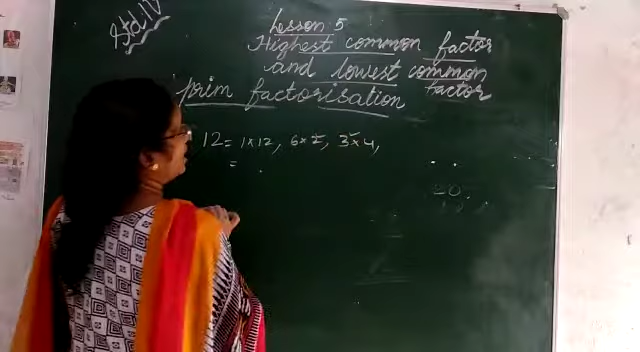 Std IV
Lesson 5
Highest common factor
and lowest common
factor
prim factorisation
12 = 1 × 12, 6 × 2, 3 × 4,
=